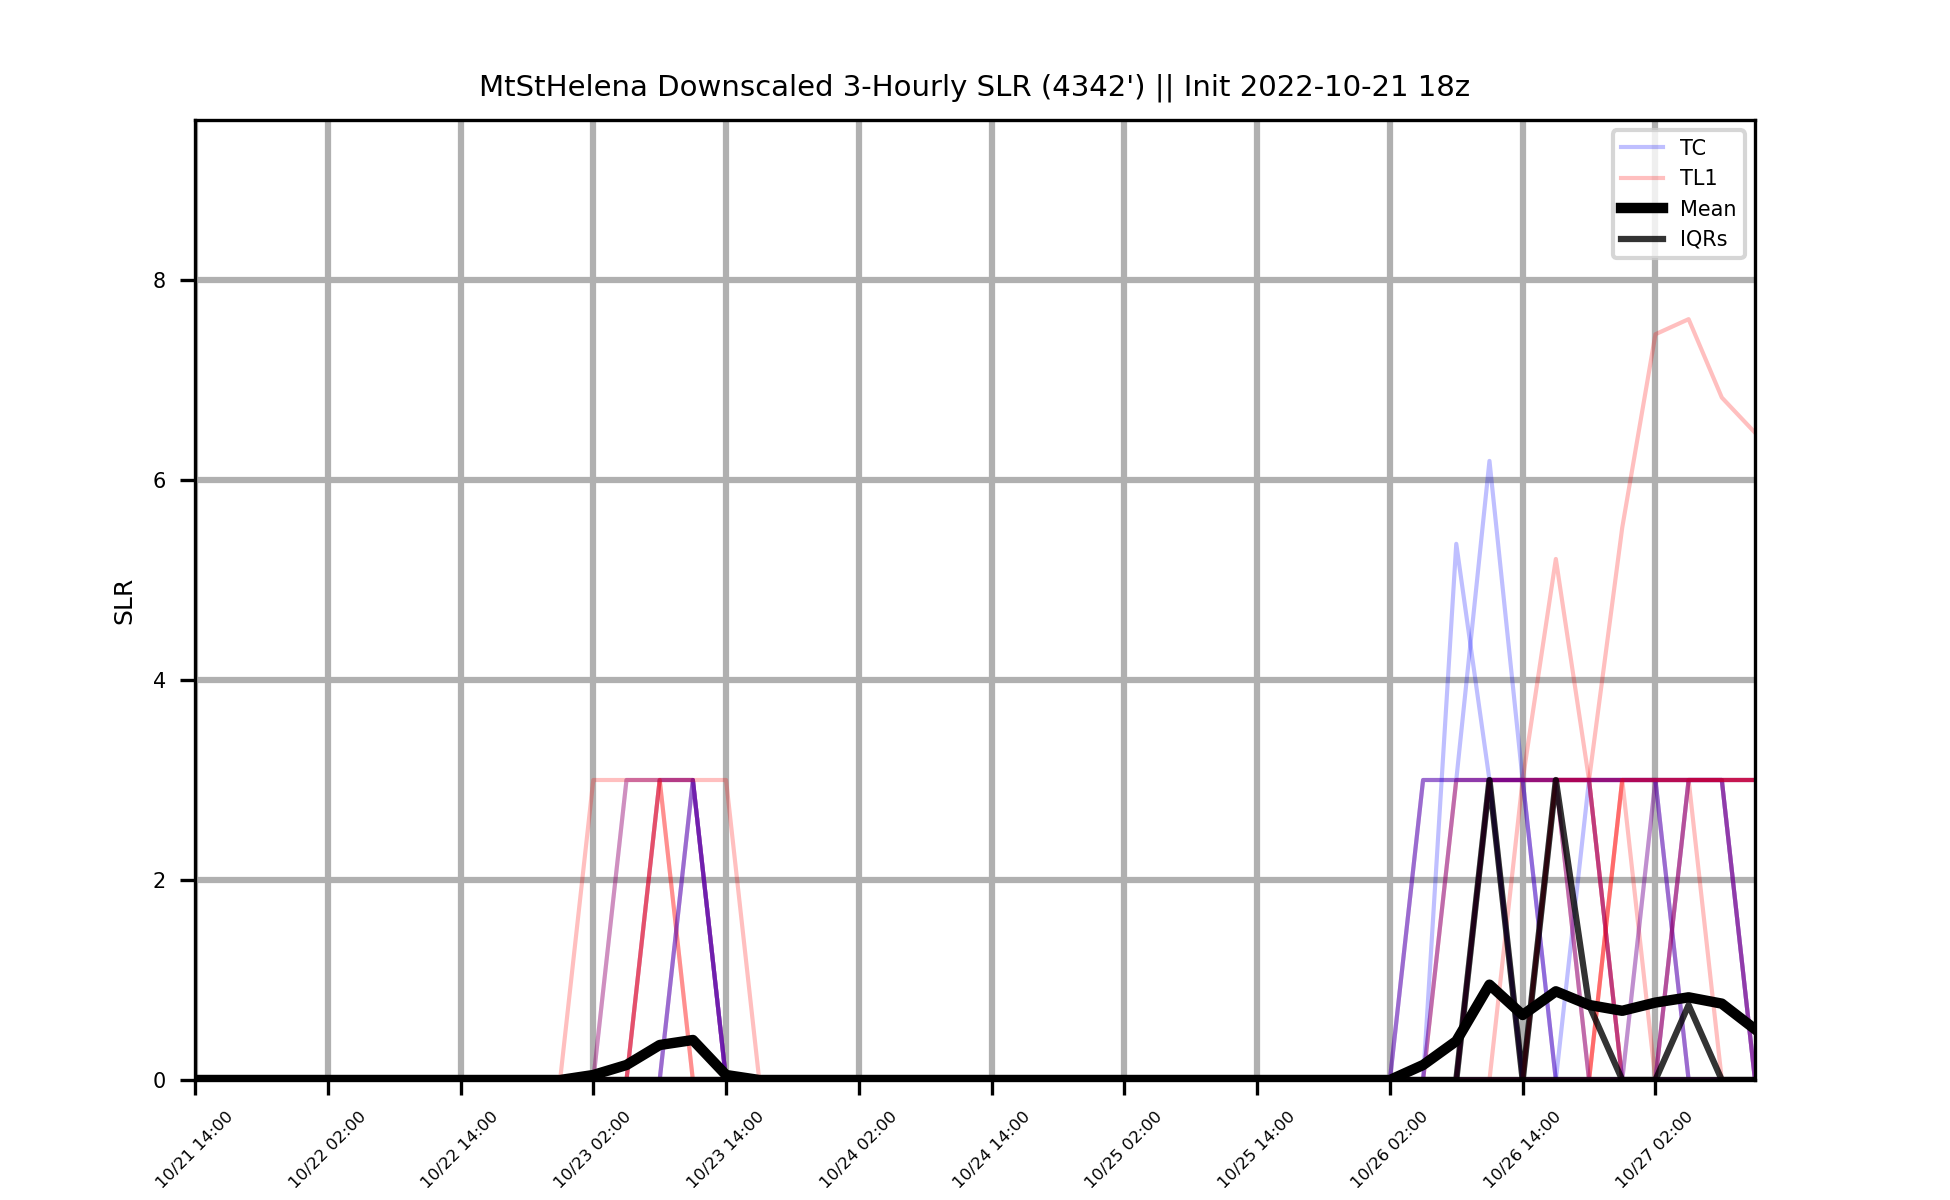 MtStHelena Downscaled 3-Hourly SLR (4342') || Init 2022-10-21 18z
TC
TL1
Mean
IQRs
8
6
4
2
0
SLR
10/21 14:00
10/22 02:00
10/22 14:00
10/23 02:00
10/23 14:00
10/24 02:00
10/24 14:00
10/25 02:00
10/25 14:00
10/26 02:00
10/26 14:00
10/27 02:00